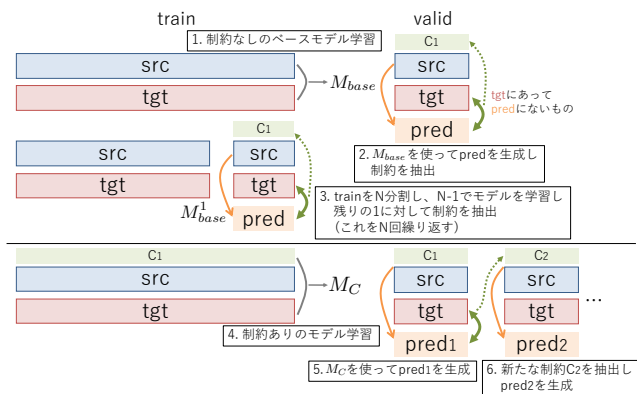 train
valid
1. 制約なしのベースモデル学習
C1
src
src
tgt
M_base
tgt
tgtにあって
predにないもの
pred
C1
2. M_baseを使ってpredを生成し
制約を抽出
src
src
tgt
tgt
M^1_base
pred
3. trainをN分割し、N-1でモデルを学習し
残りの1に対して制約を抽出
(これをN回繰り返す)
C1
C1
C2
src
M_C
src
src
tgt
tgt
tgt
...
4. 制約ありのモデル学習
pred1
pred2
5. M_Cを使ってpred1を生成
6. 新たな制約C2を抽出し
pred2を生成